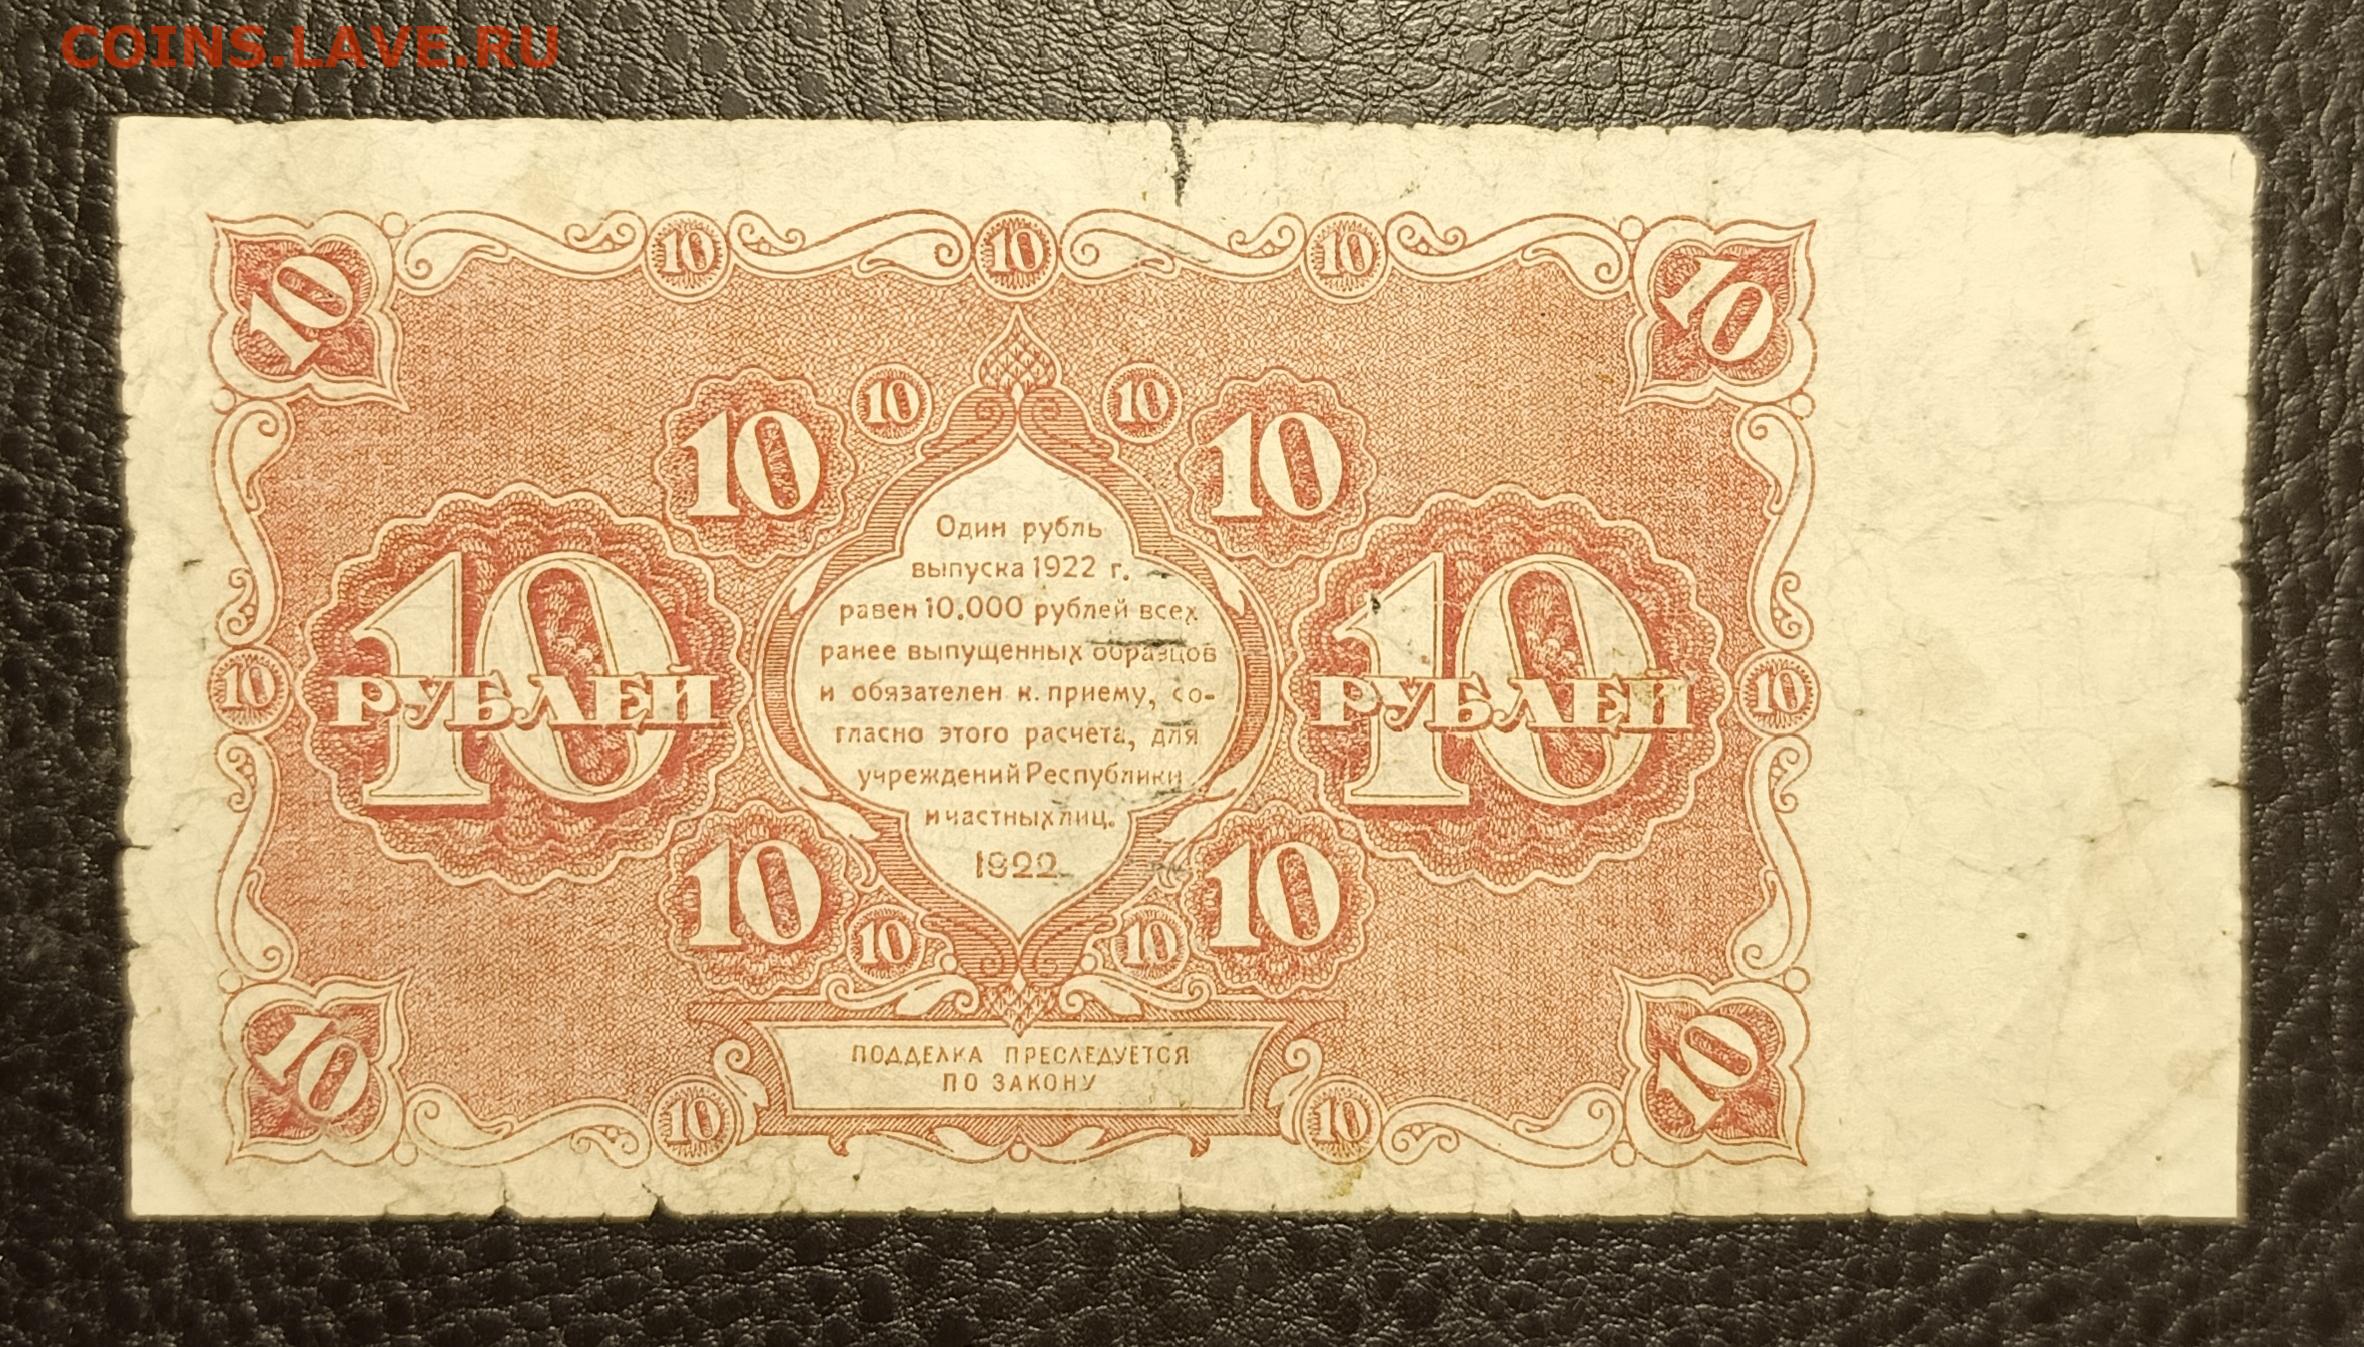 COINS.LAVE.RU
10 10 10 10 10
10 10 10 10
Один рубль
выпуска 1922 г.
равен 10.000 рублей всех
ранее выпущенных образцов
и обязателен к. приему, со-
гласно этого расчета, для
учреждений Республики
и частных лиц.
1922
10 РУБЛЕЙ
10 РУБЛЕЙ
10 10
10 10 10 10
ПОДДЕЛКА ПРЕСЛЕДУЕТСЯ
ПО ЗАКОНУ
10 10 10 10